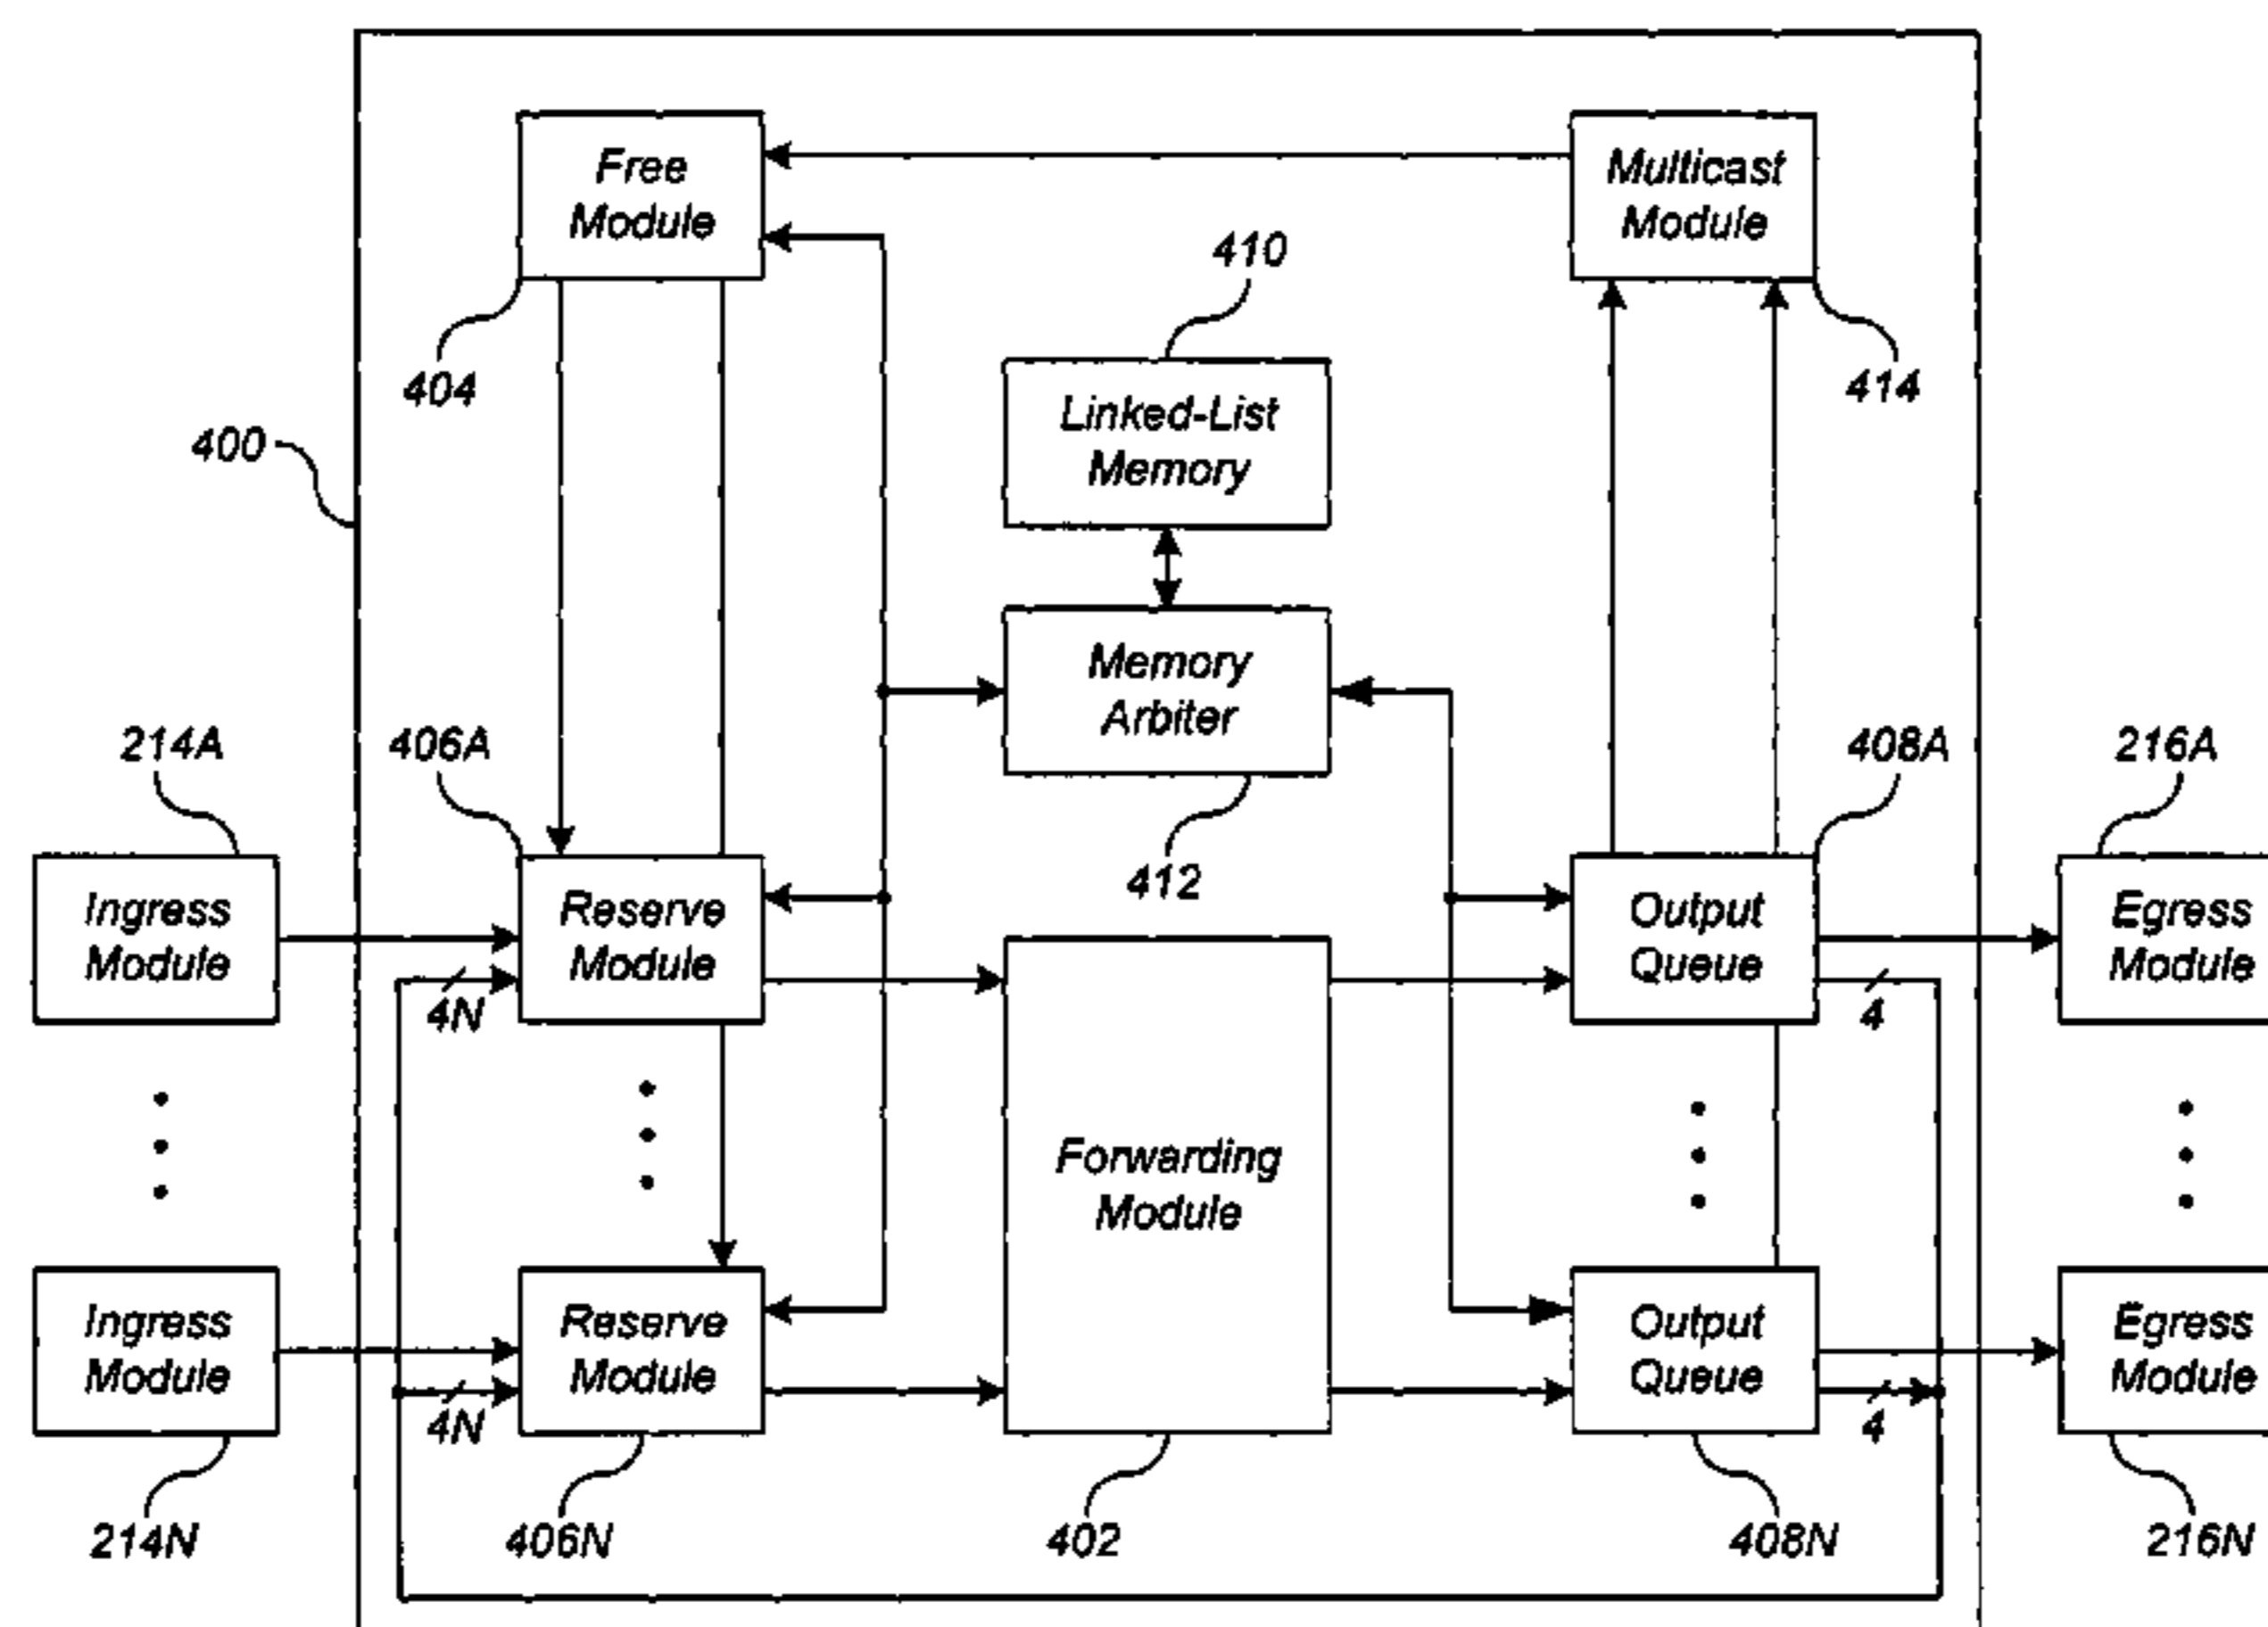 Free
Module
Multicast
Module
410
404
414
Linked-List
Memory
400
Memory
Arbiter
214A
406A
408A
216A
412
Ingress
Module
Reserve
Module
Output
Queue
Egress
Module
4N
4
Forwarding
Module
Ingress
Module
Reserve
Module
Output
Queue
Egress
Module
4N
4
214N
406N
402
408N
216N